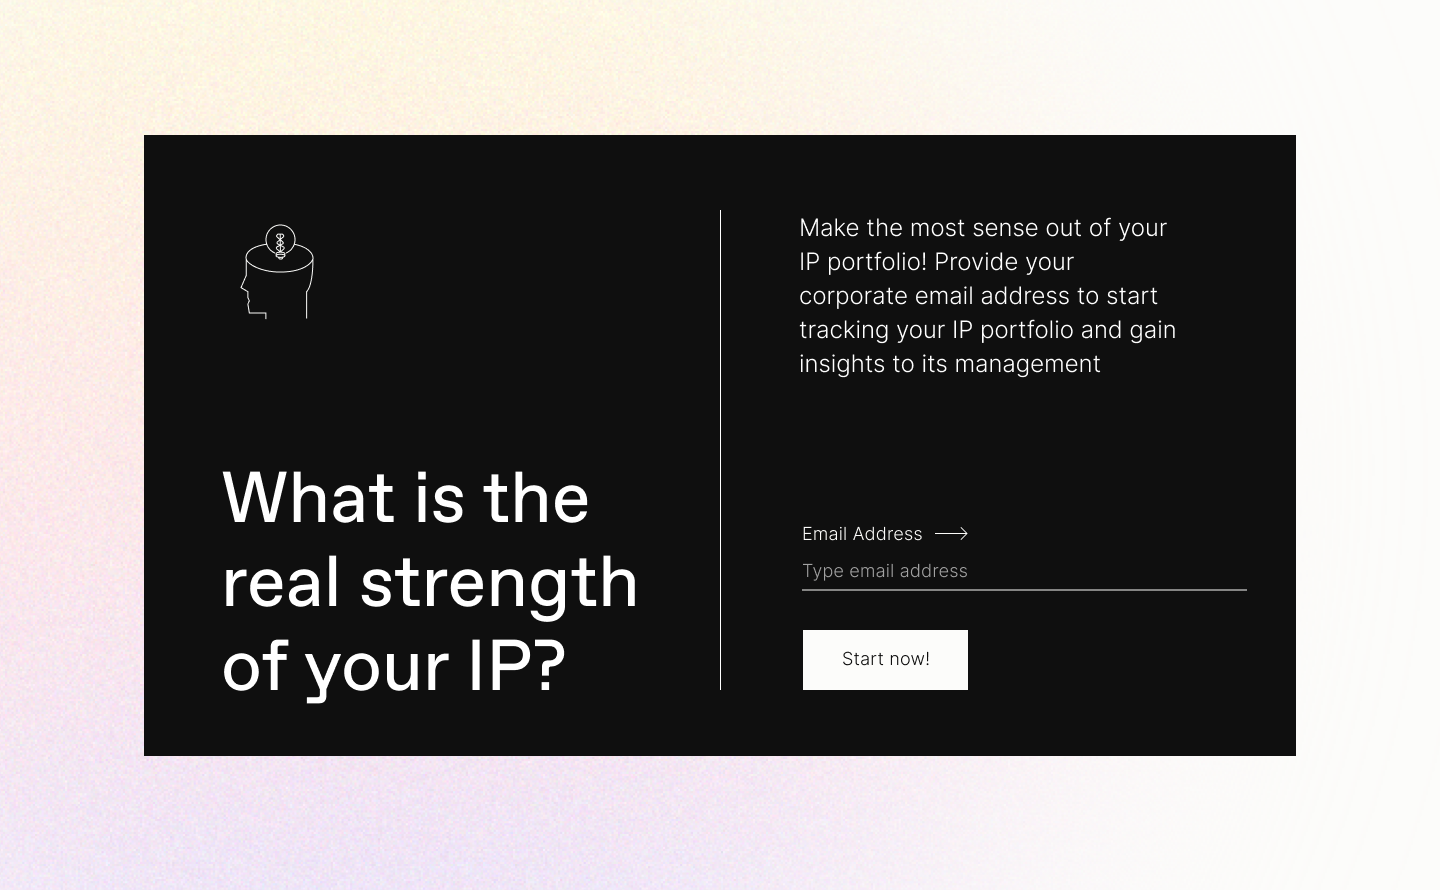 What is the
real strength
of your IP?
Make the most sense out of your
IP portfolio! Provide your
corporate email address to start
tracking your IP portfolio and gain
insights to its management
Email Address
Type email address
Start now!